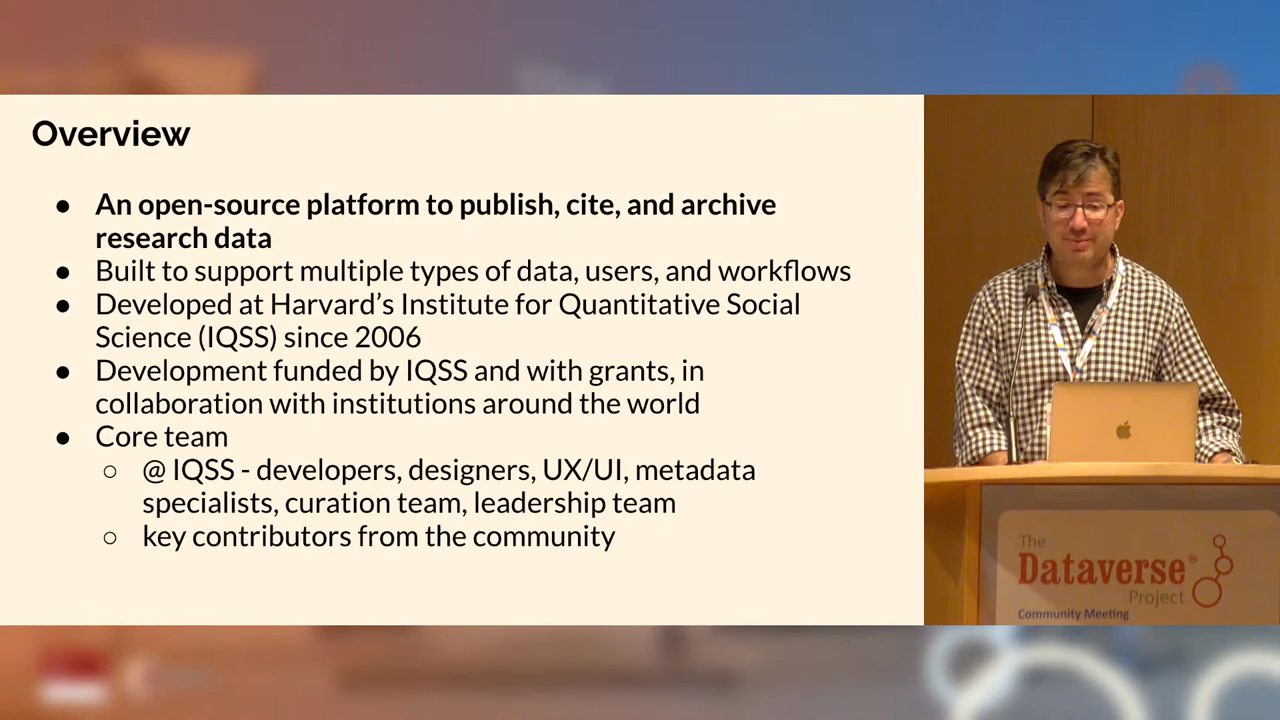 Overview
● An open-source platform to publish, cite, and archive
research data
● Built to support multiple types of data, users, and workflows
● Developed at Harvard’s Institute for Quantitative Social
Science (IQSS) since 2006
● Development funded by IQSS and with grants, in
collaboration with institutions around the world
● Core team
○ @ IQSS - developers, designers, UX/UI, metadata
specialists, curation team, leadership team
○ key contributors from the community
The
Dataverse®
Project
Community Meeting